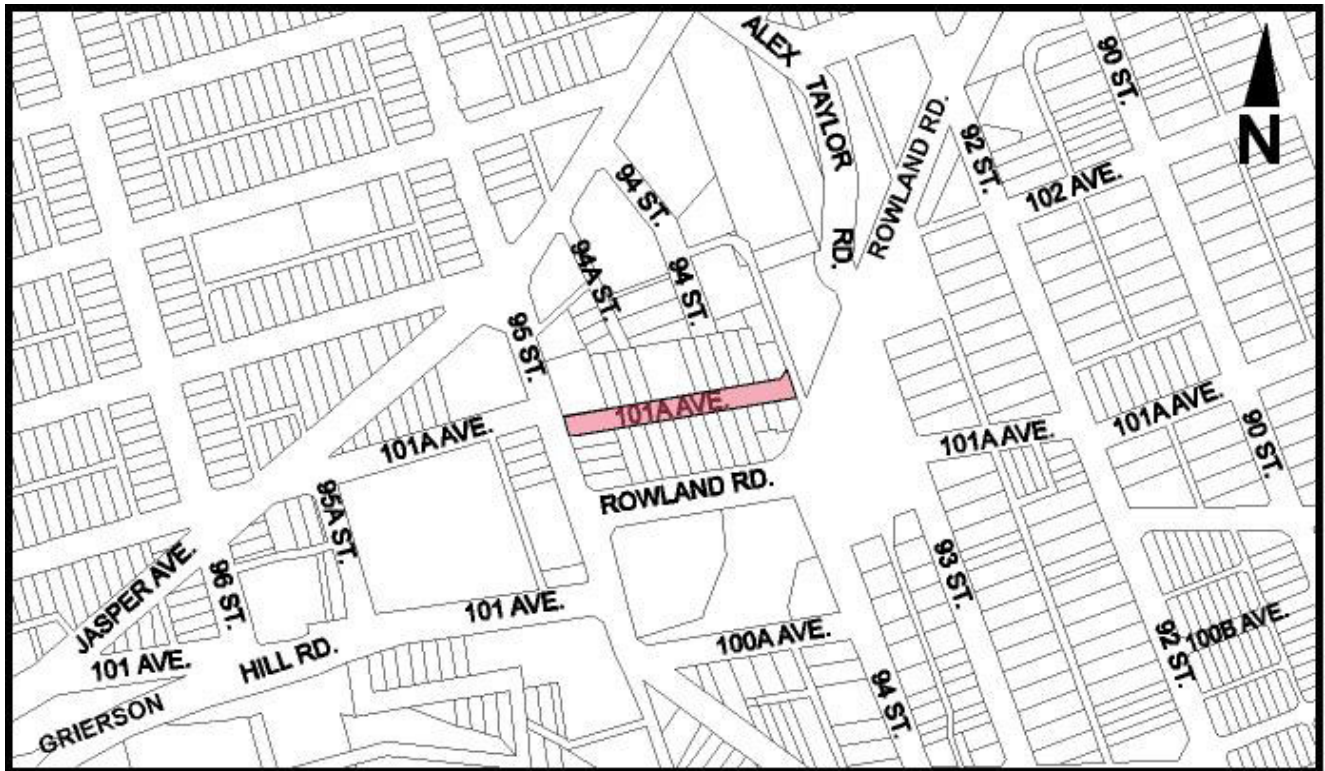 ALEX TAYLOR RD.
90 ST.
N
ROWLAND RD.
92 ST.
102 AVE.
94 ST.
94A ST.
94 ST.
95 ST.
101A AVE.
101A AVE.
101A AVE.
101A AVE.
90 ST.
95A ST.
ROWLAND RD.
JASPER AVE.
96 ST.
93 ST.
101 AVE.
100A AVE.
92 ST.
100B AVE.
101 AVE.
HILL RD.
94 ST.
GRIERSON